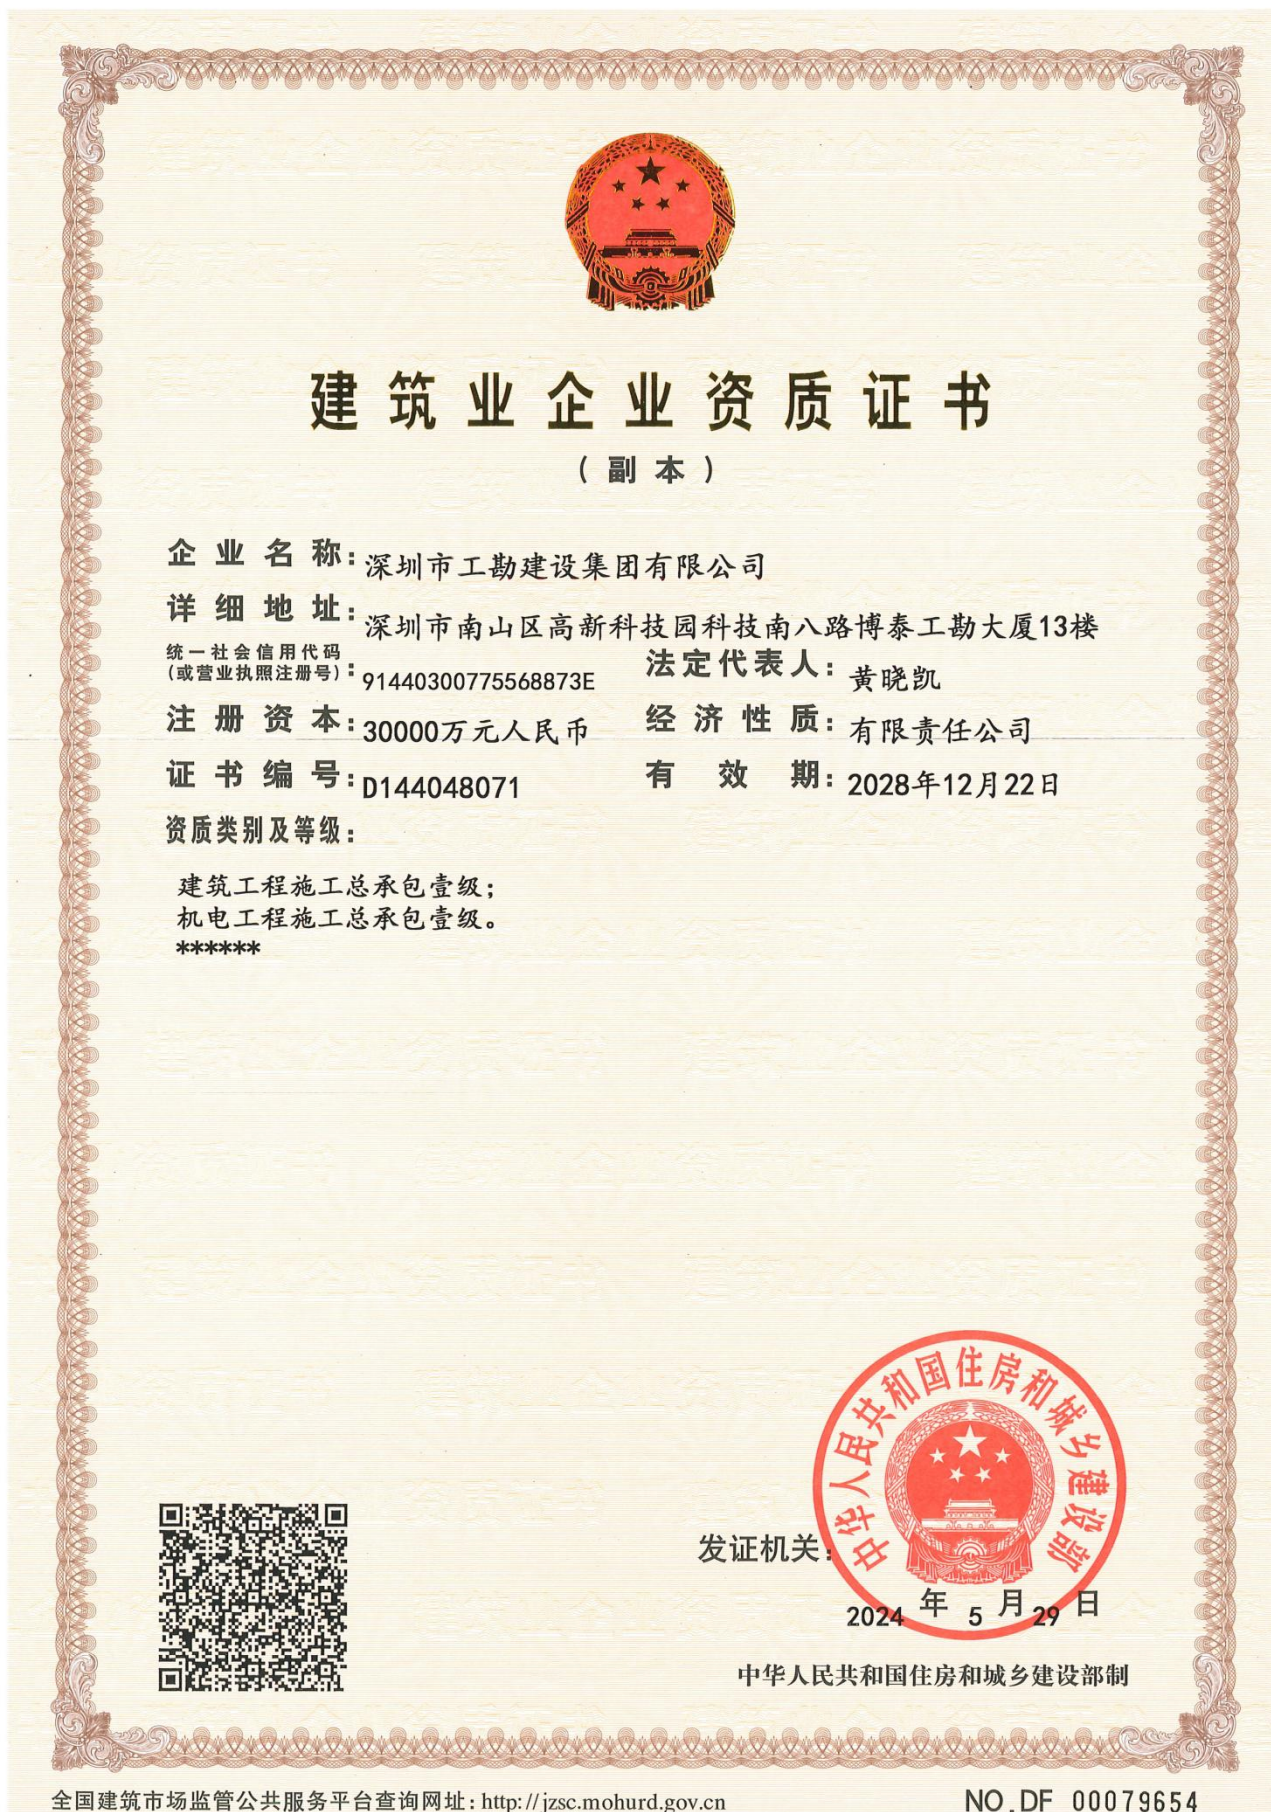 建筑业企业资质证书
（副本）
企业名称：深圳市工勘建设集团有限公司
详细地址：深圳市南山区高新科技园科技南八路博泰工勘大厦13楼
统一社会信用代码
(或营业执照注册号)：91440300775568873E 法定代表人：黄晓凯
注册资本：30000万元人民币 经济性质：有限责任公司
证书编号：D144048071 有效期：2028年12月22日
资质类别及等级：
建筑工程施工总承包壹级；
机电工程施工总承包壹级。
******
中华人民共和国住房和城乡建设部
发证机关：
2024年5月29日
中华人民共和国住房和城乡建设部制
全国建筑市场监管公共服务平台查询网址：http://jzsc.mohurd.gov.cn NO.DF 00079654